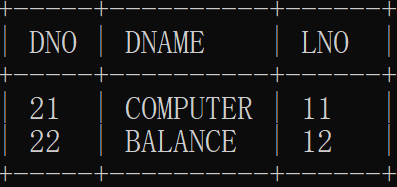 DNO DNAME LNO
21 COMPUTER 11
22 BALANCE 12